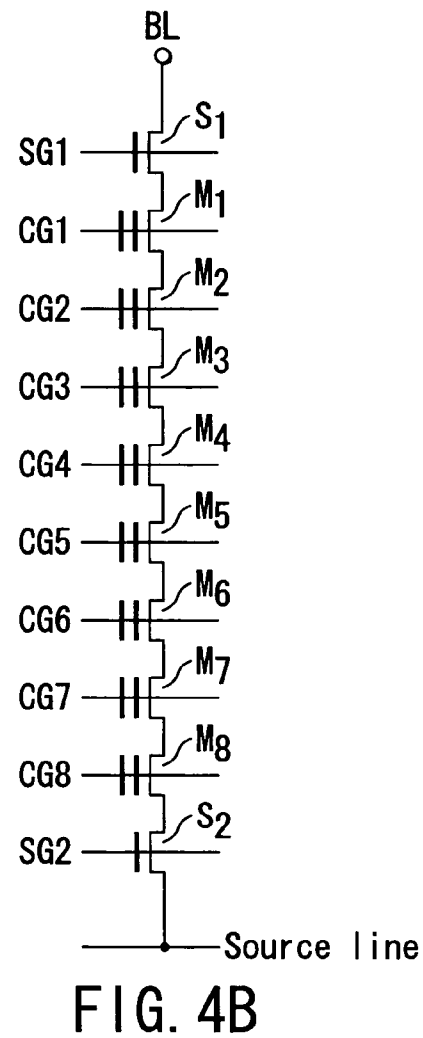 BL
S1
SG1
M1
CG1
M2
CG2
M3
CG3
M4
CG4
M5
CG5
M6
CG6
M7
CG7
M8
CG8
S2
SG2
Source line
FIG. 4B